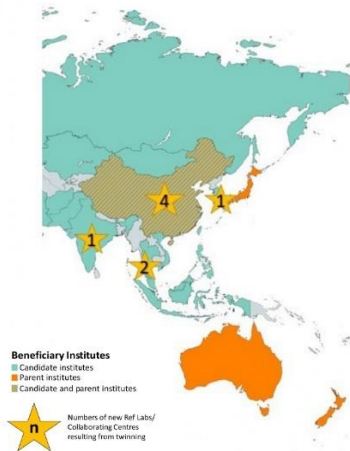 4
1
1
2
Beneficiary Institutes
Candidate institutes
Parent institutes
Candidate and parent institutes
n
Numbers of new Ref Labs/
Collaborating Centres
resulting from twinning